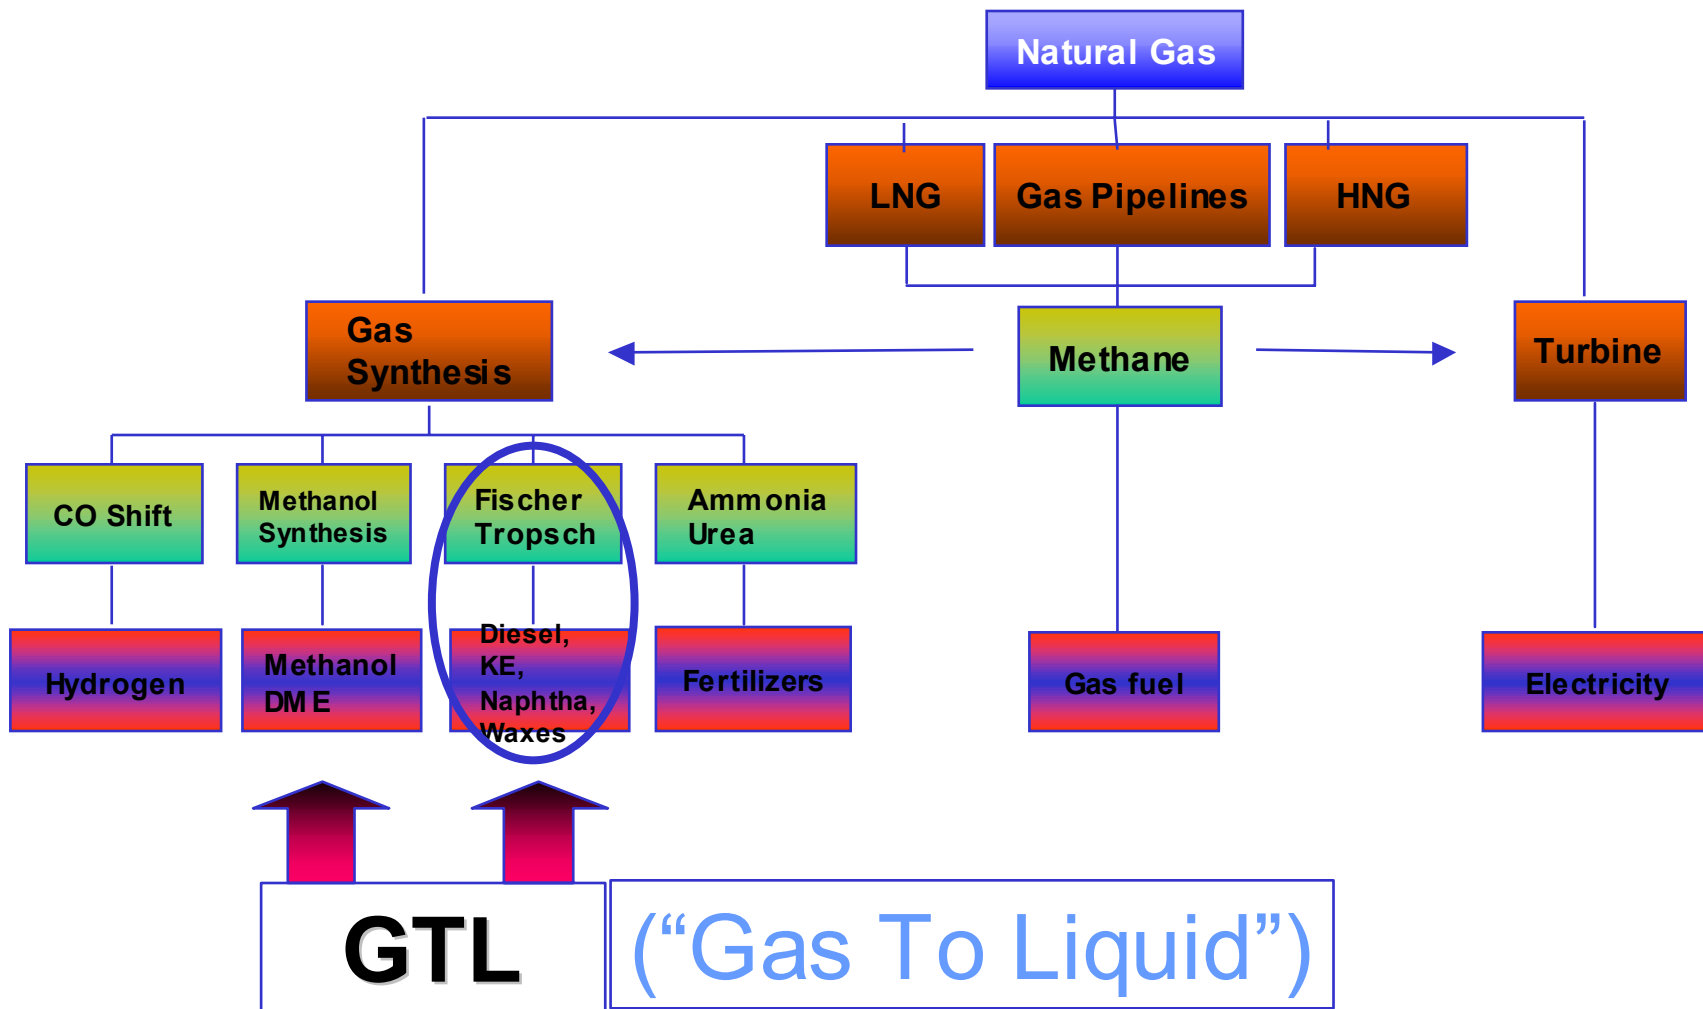 Natural Gas
LNG
Gas Pipelines
HNG
Gas
Synthesis
Methane
Turbine
CO Shift
Methanol
Synthesis
Fischer
Tropsch
Ammonia
Urea
Hydrogen
Methanol
DME
Diesel,
KE,
Naphtha,
Waxes
Fertilizers
Gas fuel
Electricity
GTL
(“Gas To Liquid”)